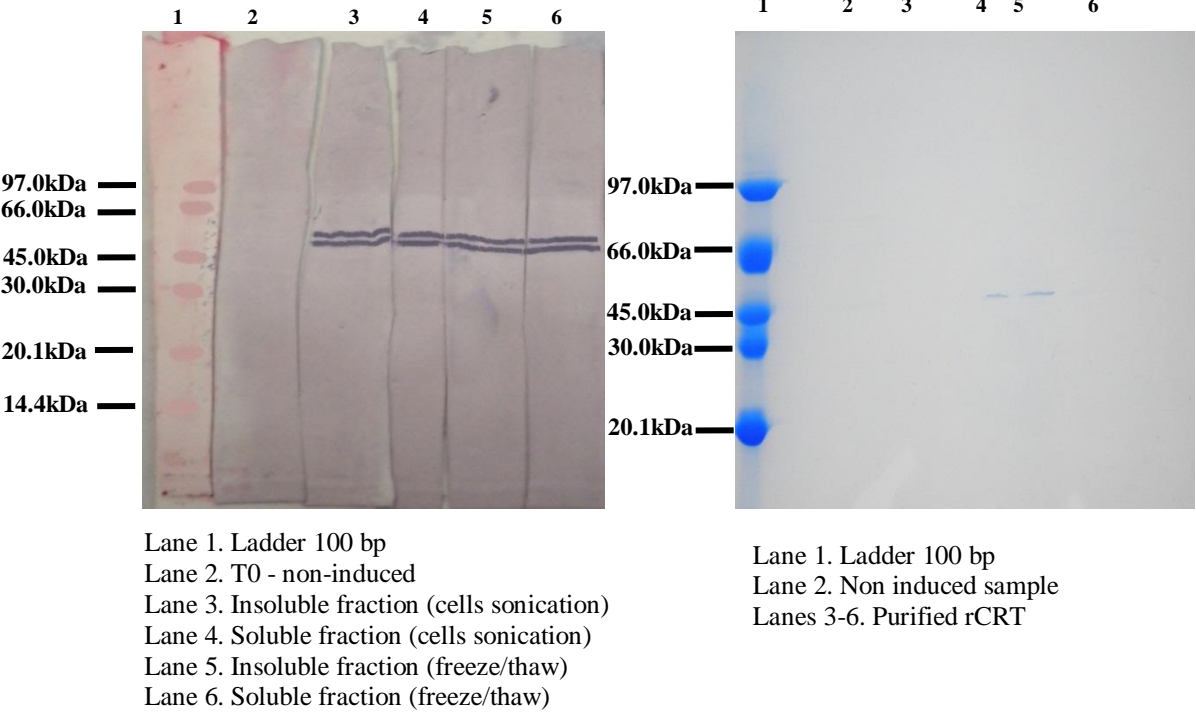 1 2 3 4 5 6
97.0kDa
66.0kDa
45.0kDa
30.0kDa
20.1kDa
14.4kDa
Lane 1. Ladder 100 bp
Lane 2. T0 - non-induced
Lane 3. Insoluble fraction (cells sonication)
Lane 4. Soluble fraction (cells sonication)
Lane 5. Insoluble fraction (freeze/thaw)
Lane 6. Soluble fraction (freeze/thaw)
1 2 3 4 5 6
97.0kDa
66.0kDa
45.0kDa
30.0kDa
20.1kDa
Lane 1. Ladder 100 bp
Lane 2. Non induced sample
Lanes 3-6. Purified rCRT